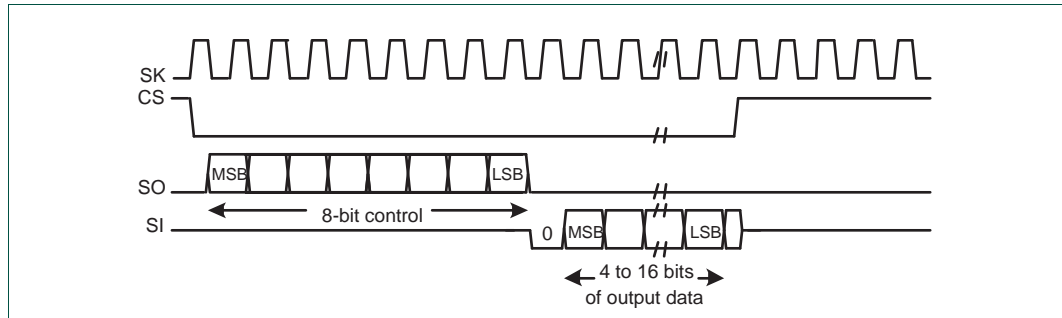 SK
CS
SO
MSB
LSB
8-bit control
SI
0
MSB
LSB
4 to 16 bits
of output data